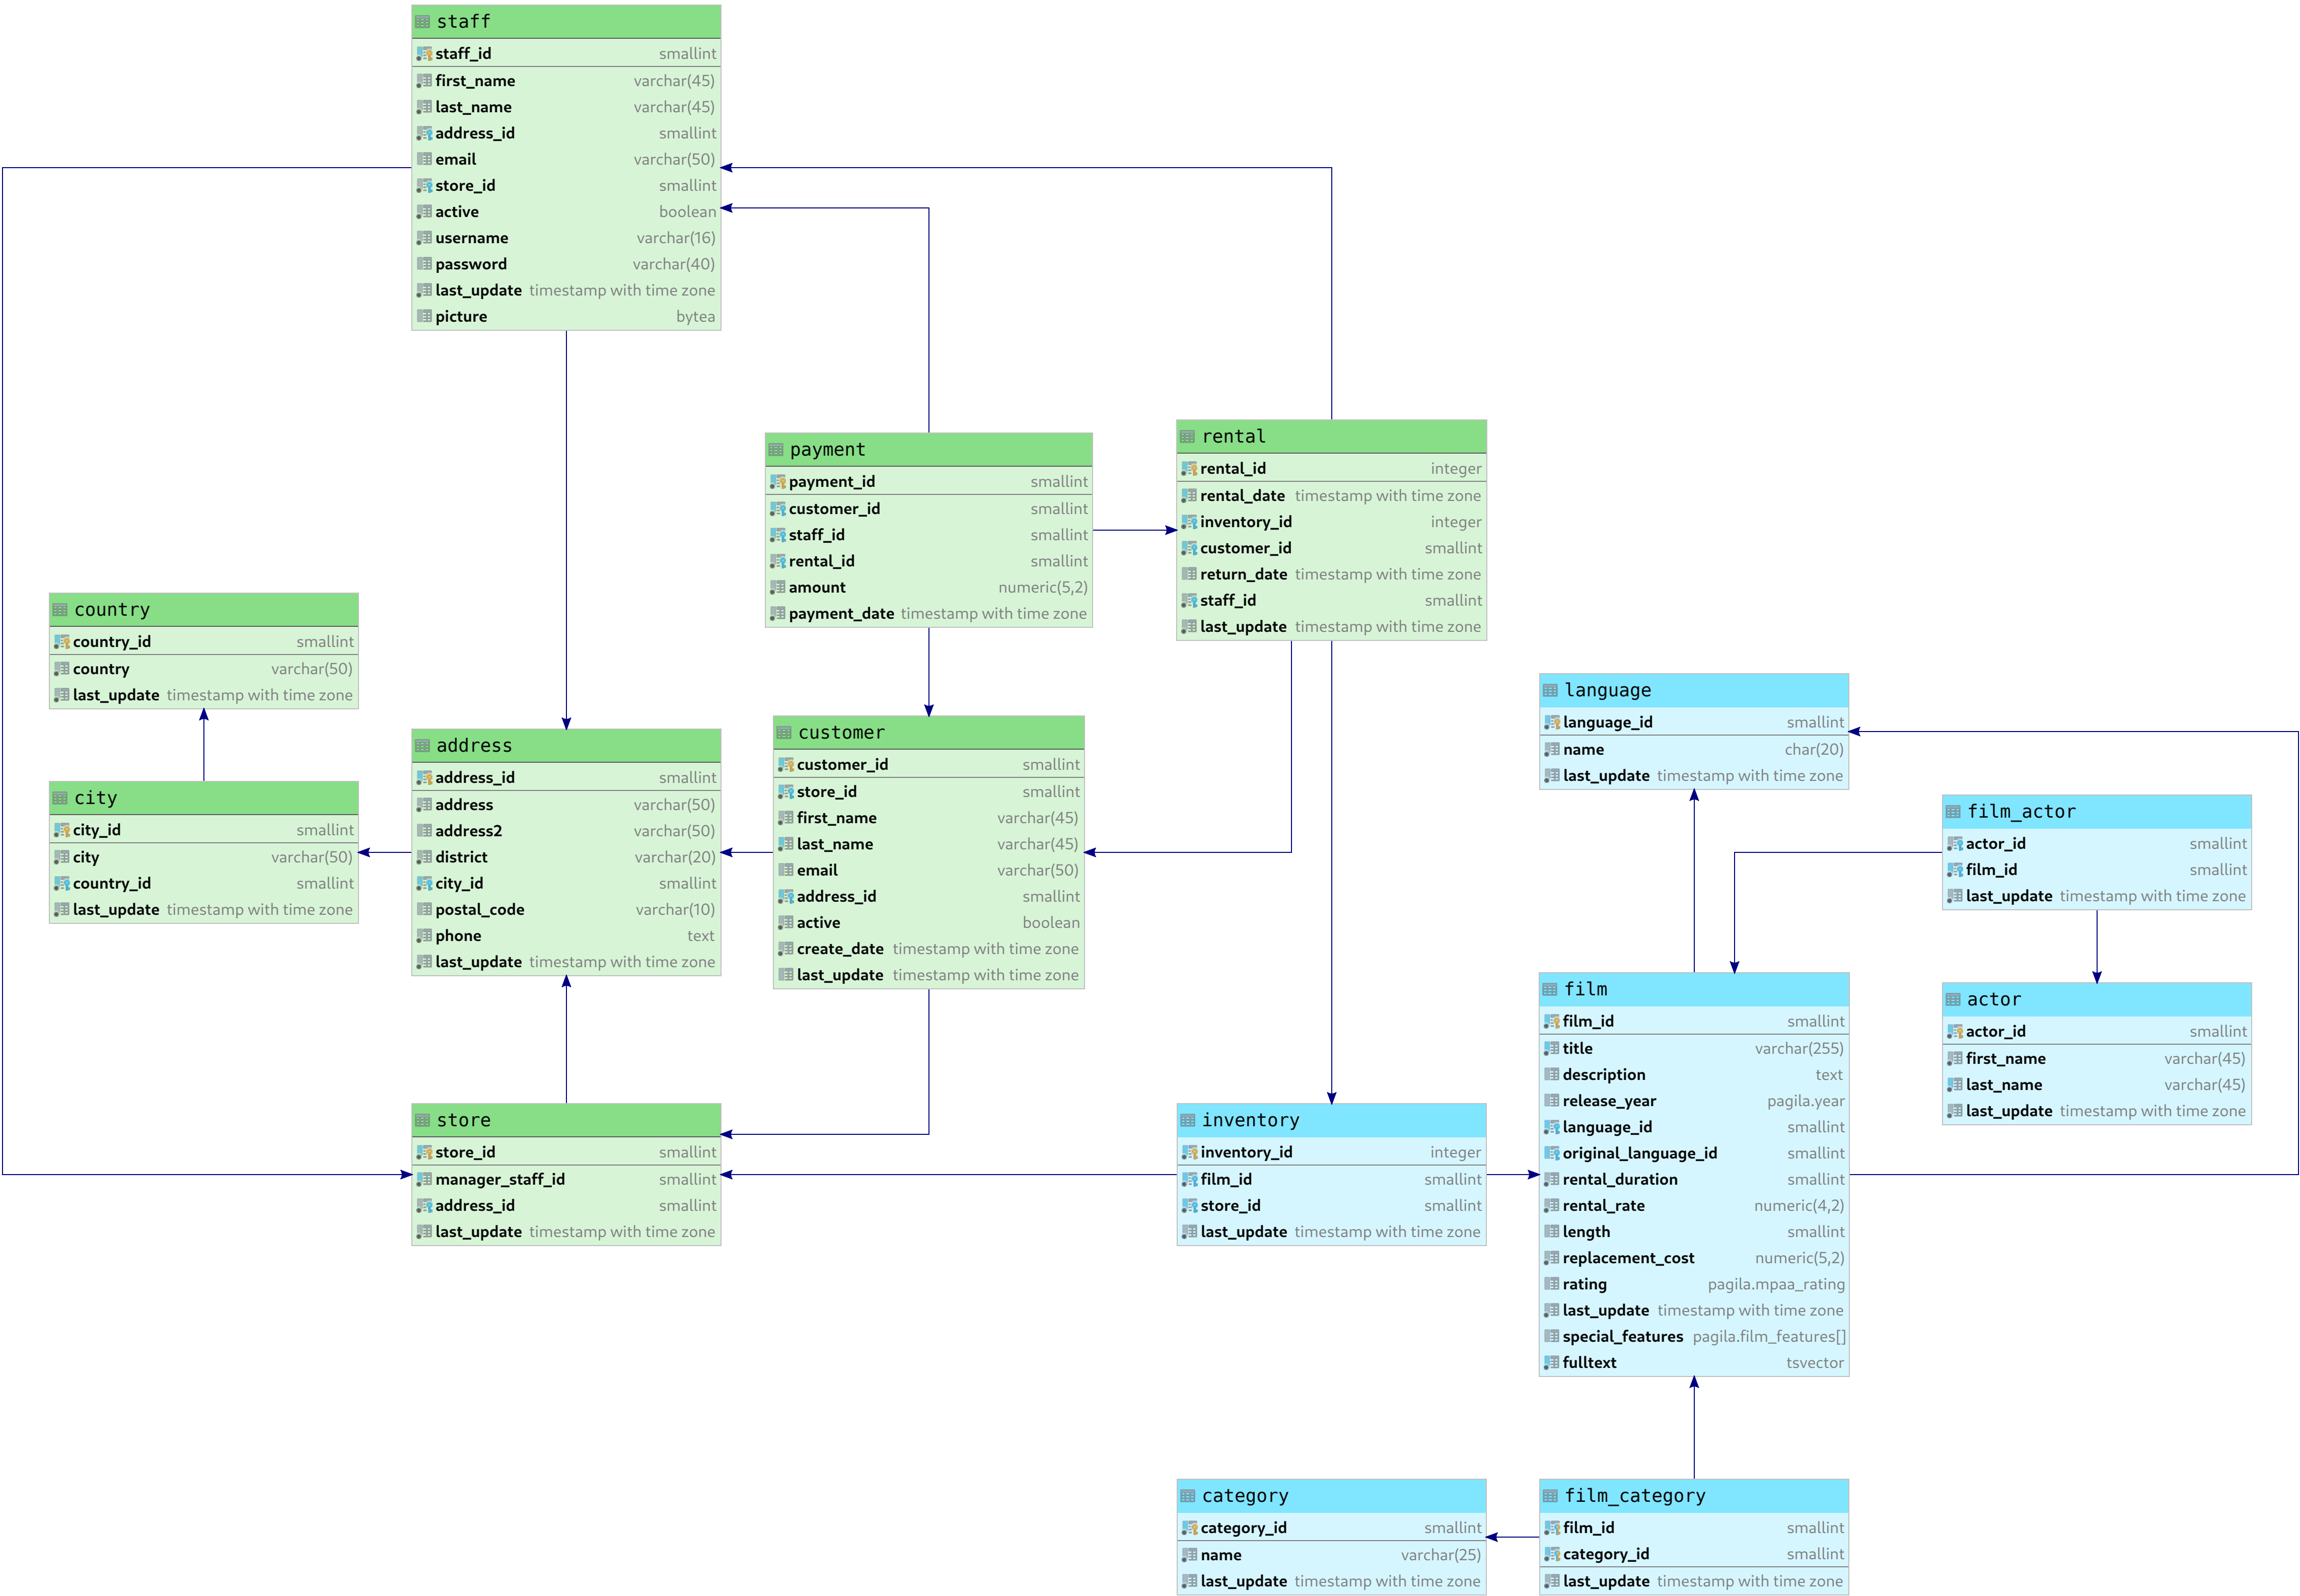 staff
staff_id smallint
first_name varchar(45)
last_name varchar(45)
address_id smallint
email varchar(50)
store_id smallint
active boolean
username varchar(16)
password varchar(40)
last_update timestamp with time zone
picture bytea
payment
payment_id smallint
customer_id smallint
staff_id smallint
rental_id smallint
amount numeric(5,2)
payment_date timestamp with time zone
rental
rental_id integer
rental_date timestamp with time zone
inventory_id integer
customer_id smallint
return_date timestamp with time zone
staff_id smallint
last_update timestamp with time zone
country
country_id smallint
country varchar(50)
last_update timestamp with time zone
city
city_id smallint
city varchar(50)
country_id smallint
last_update timestamp with time zone
address
address_id smallint
address varchar(50)
address2 varchar(50)
district varchar(20)
city_id smallint
postal_code varchar(10)
phone text
last_update timestamp with time zone
customer
customer_id smallint
store_id smallint
first_name varchar(45)
last_name varchar(45)
email varchar(50)
address_id smallint
active boolean
create_date timestamp with time zone
last_update timestamp with time zone
language
language_id smallint
name char(20)
last_update timestamp with time zone
film_actor
actor_id smallint
film_id smallint
last_update timestamp with time zone
film
film_id smallint
title varchar(255)
description text
release_year pagila.year
language_id smallint
original_language_id smallint
rental_duration smallint
rental_rate numeric(4,2)
length smallint
replacement_cost numeric(5,2)
rating pagila.mpaa_rating
last_update timestamp with time zone
special_features pagila.film_features[]
fulltext tsvector
actor
actor_id smallint
first_name varchar(45)
last_name varchar(45)
last_update timestamp with time zone
store
store_id smallint
manager_staff_id smallint
address_id smallint
last_update timestamp with time zone
inventory
inventory_id integer
film_id smallint
store_id smallint
last_update timestamp with time zone
category
category_id smallint
name varchar(25)
last_update timestamp with time zone
film_category
film_id smallint
category_id smallint
last_update timestamp with time zone